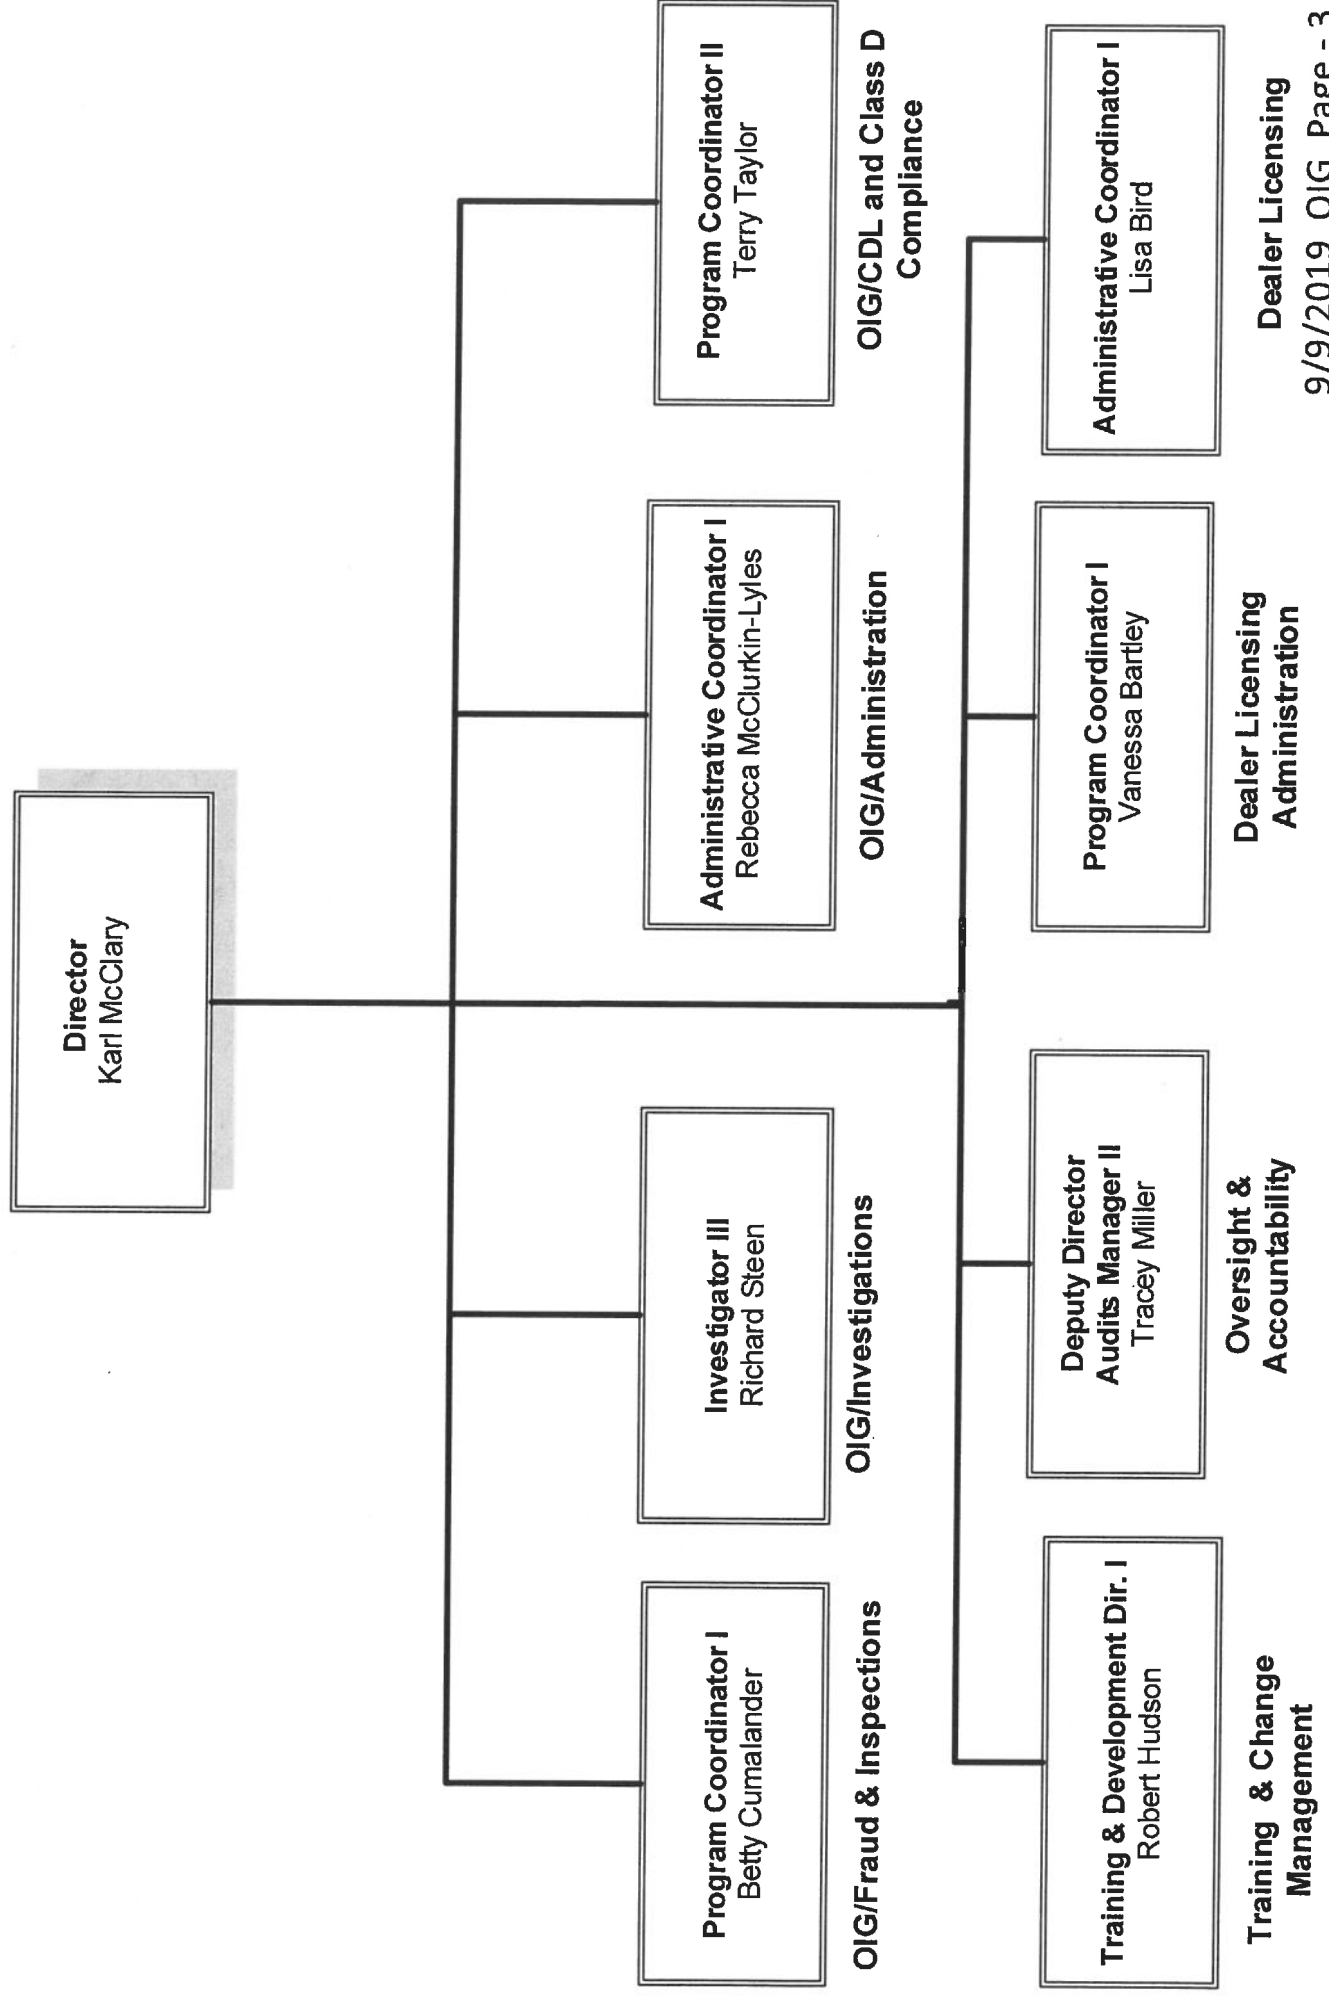 Director
Karl McClary
Program Coordinator I
Betty Cumalander
OIG/Fraud & Inspections
Investigator III
Richard Steen
OIG/Investigations
Administrative Coordinator I
Rebecca McClurkin-Lyles
OIG/Administration
Program Coordinator II
Terry Taylor
OIG/CDL and Class D
Compliance
Training & Development Dir. I
Robert Hudson
Training & Change
Management
Deputy Director
Audits Manager II
Tracey Miller
Oversight &
Accountability
Program Coordinator I
Vanessa Bartley
Dealer Licensing
Administration
Administrative Coordinator I
Lisa Bird
Dealer Licensing
9/9/2019 OIG Page - 3